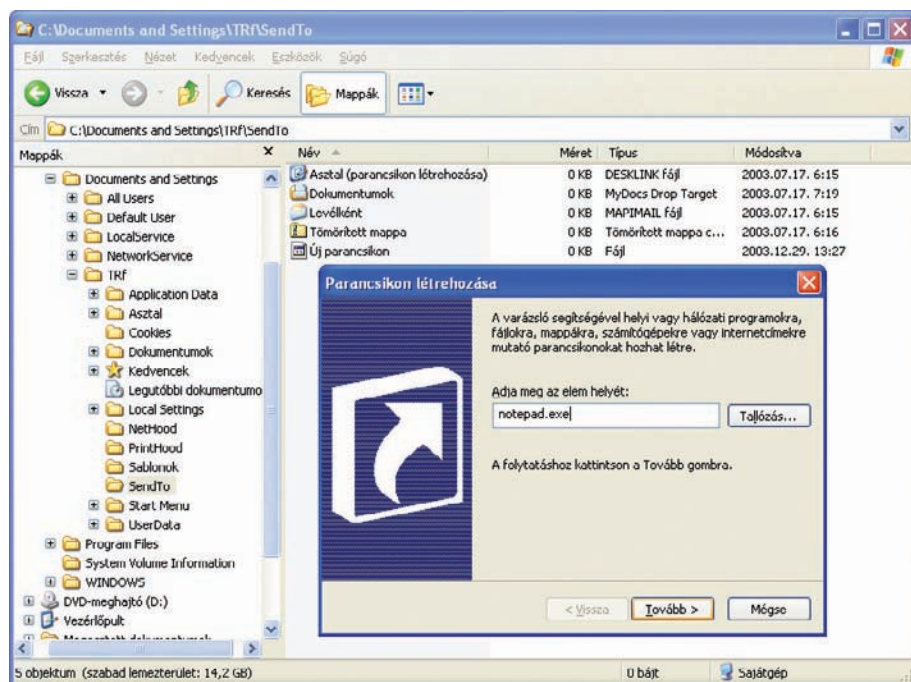 C:\Documents and Settings\TRf\SendTo
Fájl Szerkesztés Nézet Kedvencek Eszközök Súgó
Vissza Keresés Mappák
Cím C:\Documents and Settings\TRf\SendTo
Mappák
Név Méret Típus Módosítva
Asztal (parancsikon létrehozása) 0 KB DESKLINK fájl 2003.07.17. 6:15
Dokumentumok 0 KB MyDocs Drop Target 2003.07.17. 7:19
Levélként 0 KB MAPIMAIL fájl 2003.07.17. 6:15
Tömörített mappa 0 KB Tömörített mappa c... 2003.07.17. 6:16
Új parancsikon 0 KB Fájl 2003.12.29. 13:27
Documents and Settings
All Users
Default User
LocalService
NetworkService
TRf
Application Data
Asztal
Cookies
Dokumentumok
Kedvencek
Legutóbbi dokumentumo
Local Settings
NetHood
PrintHood
Sablonok
SendTo
Start Menu
UserData
Program Files
System Volume Information
WINDOWS
DVD-meghajtó (D:)
Vezérlőpult
Megosztott dokumentumok
Parancsikon létrehozása
A varázsló segítségével helyi vagy hálózati programokra,
fájlokra, mappákra, számítógépekre vagy internetcímekre
mutató parancsikonokat hozhat létre.
Adja meg az elem helyét:
notepad.exe
Tallózás...
A folytatáshoz kattintson a Tovább gombra.
< Vissza Tovább > Mégse
5 objektum (szabad lemezterület: 14,2 GB) 0 bájt Sajátgép